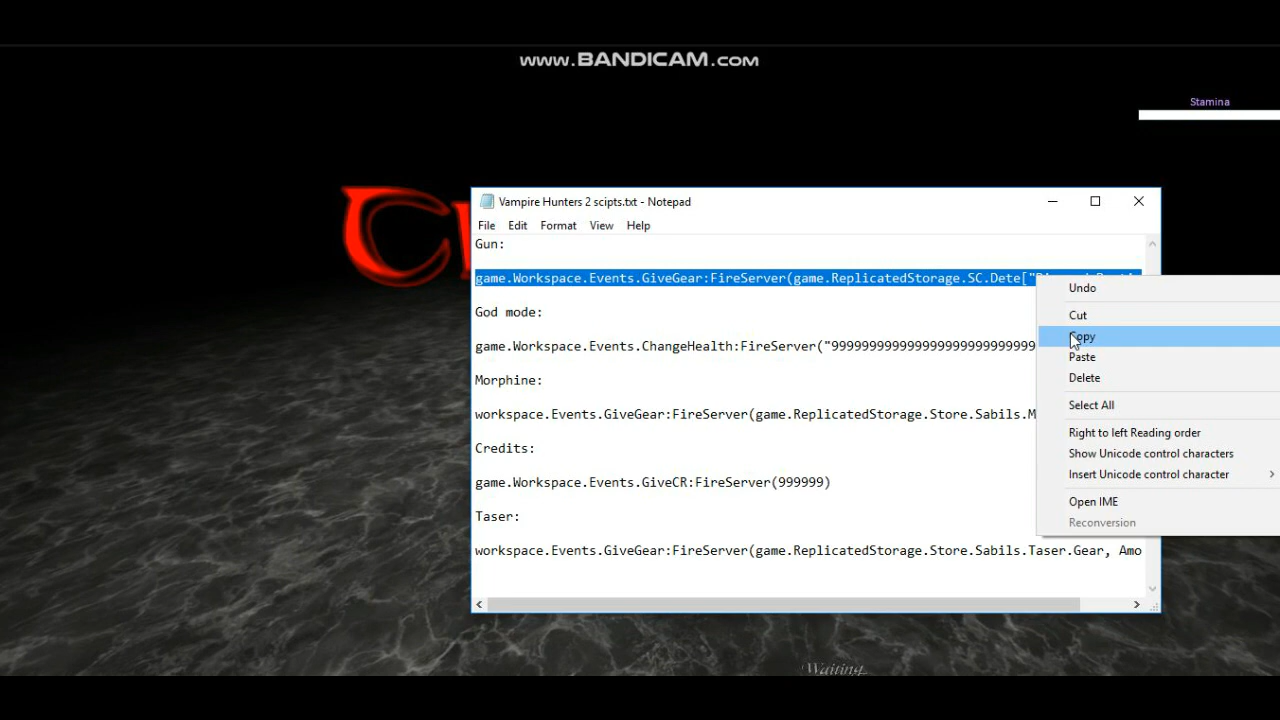 www.BANDICAM.com
Stamina
Vampire Hunters 2 scipts.txt - Notepad
File Edit Format View Help
Gun:
game.Workspace.Events.GiveGear:FireServer(game.ReplicatedStorage.SC.Dete["
God mode:
game.Workspace.Events.ChangeHealth:FireServer("99999999999999999999999999
Morphine:
workspace.Events.GiveGear:FireServer(game.ReplicatedStorage.Store.Sabils.M
Credits:
game.Workspace.Events.GiveCR:FireServer(999999)
Taser:
workspace.Events.GiveGear:FireServer(game.ReplicatedStorage.Store.Sabils.Taser.Gear, Amo
Undo
Cut
Copy
Paste
Delete
Select All
Right to left Reading order
Show Unicode control characters
Insert Unicode control character
Open IME
Reconversion
Waiting